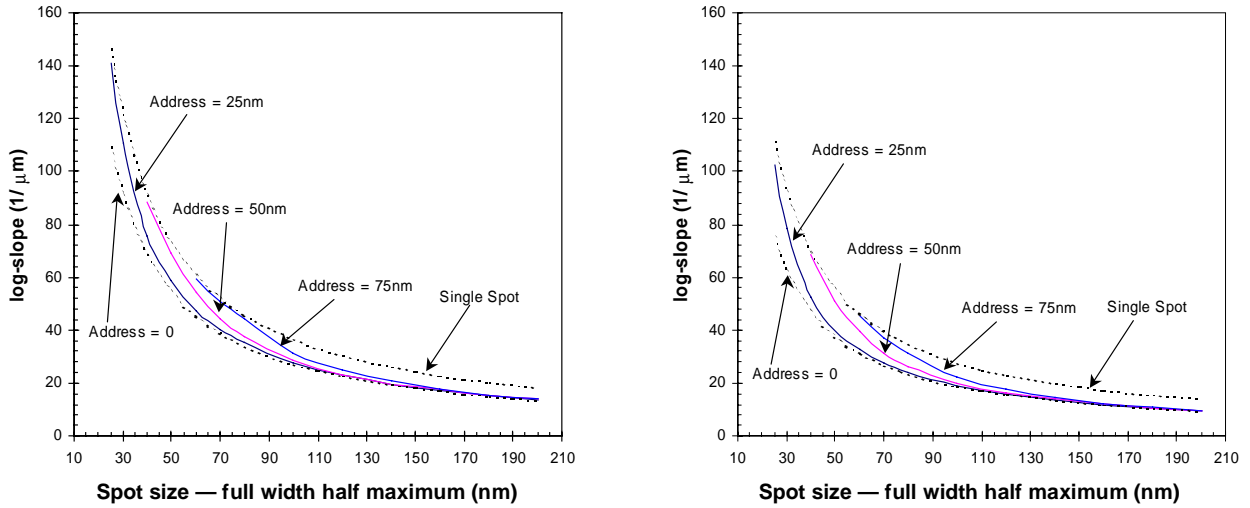 160
140
120
100
80
60
40
20
0
log-slope (1/ μm)
Address = 25nm
Address = 50nm
Address = 75nm
Single Spot
Address = 0
10 30 50 70 90 110 130 150 170 190 210
Spot size — full width half maximum (nm)
160
140
120
100
80
60
40
20
0
log-slope (1/ μm)
Address = 25nm
Address = 50nm
Address = 75nm
Single Spot
Address = 0
10 30 50 70 90 110 130 150 170 190 210
Spot size — full width half maximum (nm)